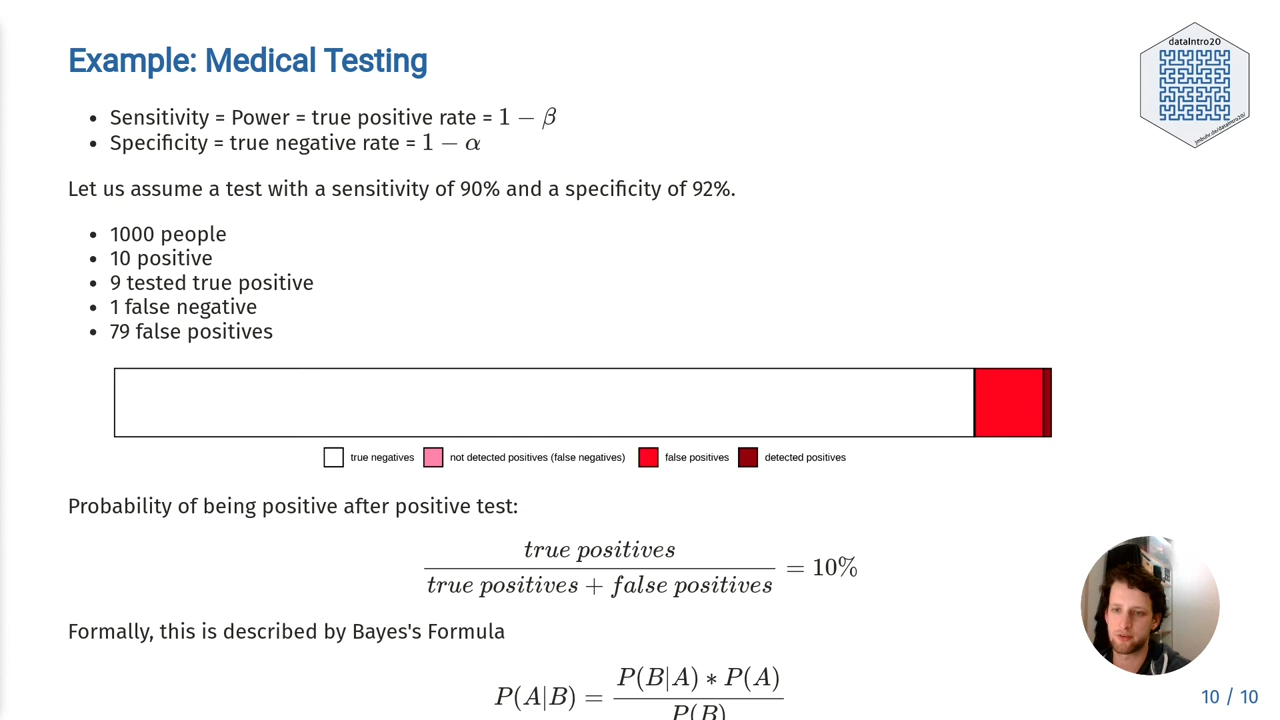 Example: Medical Testing
dataIntro20
jmbuhr.de/dataIntro20/
• Sensitivity = Power = true positive rate = 1 − β
• Specificity = true negative rate = 1 − α
Let us assume a test with a sensitivity of 90% and a specificity of 92%.
• 1000 people
• 10 positive
• 9 tested true positive
• 1 false negative
• 79 false positives
true negatives not detected positives (false negatives) false positives detected positives
Probability of being positive after positive test:
true positives
true positives + false positives = 10%
Formally, this is described by Bayes's Formula
P(B|A) ∗ P(A)
P(A|B) =
P(B)
10 / 10